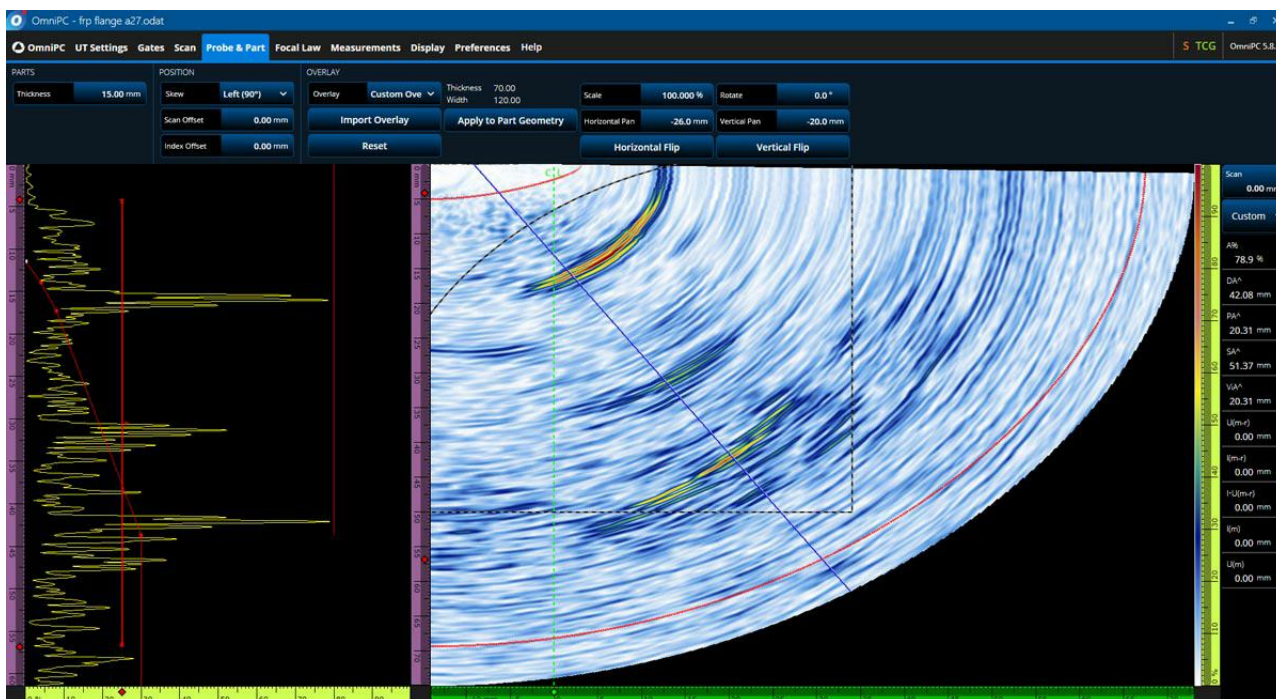 OmniPC - frp flange a27.odat
OmniPC UT Settings Gates Scan Probe & Part Focal Law Measurements Display Preferences Help
S TCG OmniPC 5.8.
PARTS POSITION OVERLAY
Thickness 15.00 mm Skew Left (90°) Overlay Custom Ove Thickness 70.00 Scale 100.000 % Rotate 0.0 °
Width 120.00
Scan Offset 0.00 mm Import Overlay Apply to Part Geometry Horizontal Pan -26.0 mm Vertical Pan -20.0 mm
Index Offset 0.00 mm Reset Horizontal Flip Vertical Flip
Scan
0.00 mm
Custom
A%
78.9 %
DA^
42.08 mm
PA^
20.31 mm
SA^
51.37 mm
ViA^
20.31 mm
U(m-r)
0.00 mm
I(m-r)
0.00 mm
I-U(m-r)
0.00 mm
I(m)
0.00 mm
U(m)
0.00 mm